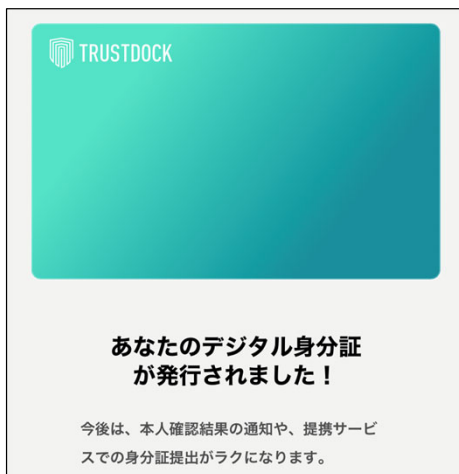 TRUSTDOCK
あなたのデジタル身分証
が発行されました！
今後は、本人確認結果の通知や、提携サービ
スでの身分証提出がラクになります。